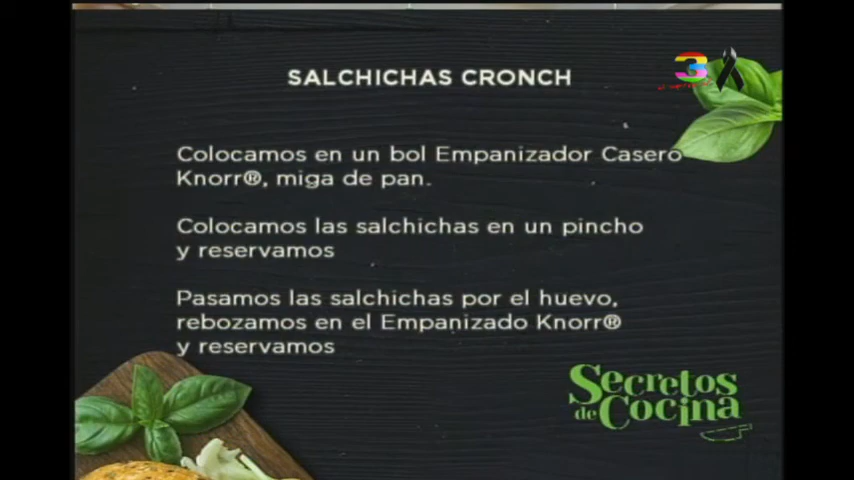 SALCHICHAS CRONCH
3
Colocamos en un bol Empanizador Casero
Knorr®, miga de pan.
Colocamos las salchichas en un pincho
y reservamos
Pasamos las salchichas por el huevo,
rebozamos en el Empanizado Knorr®
y reservamos
Secretos
de Cocina